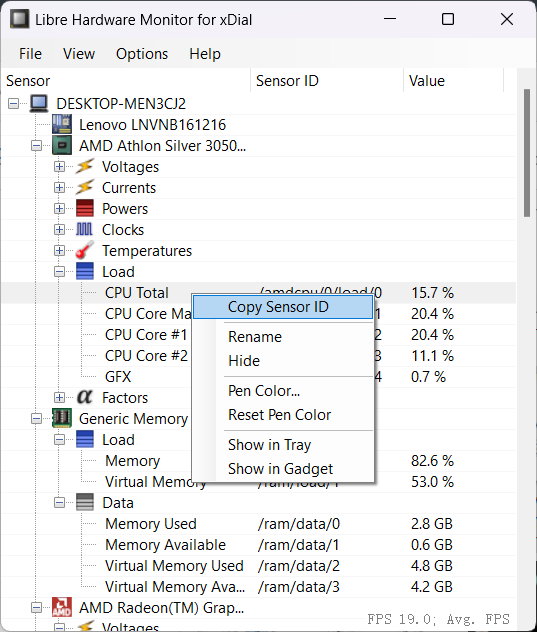 Libre Hardware Monitor for xDial
File View Options Help
Sensor Sensor ID Value
DESKTOP-MEN3CJ2
Lenovo LNVNB161216
AMD Athlon Silver 3050...
Voltages
Currents
Powers
Clocks
Temperatures
Load
CPU Total /amdcpu/0/load/0 15.7 %
CPU Core Ma 1 20.4 %
CPU Core #1 2 20.4 %
CPU Core #2 3 11.1 %
GFX 4 0.7 %
Copy Sensor ID
Rename
Hide
Pen Color...
Reset Pen Color
Show in Tray
Show in Gadget
α Factors
Generic Memory
Load
Memory 82.6 %
Virtual Memory /ram/load/1 53.0 %
Data
Memory Used /ram/data/0 2.8 GB
Memory Available /ram/data/1 0.6 GB
Virtual Memory Used /ram/data/2 4.8 GB
Virtual Memory Ava... /ram/data/3 4.2 GB
AMD AMD Radeon(TM) Grap...
Voltages
FPS 19.0; Avg. FPS